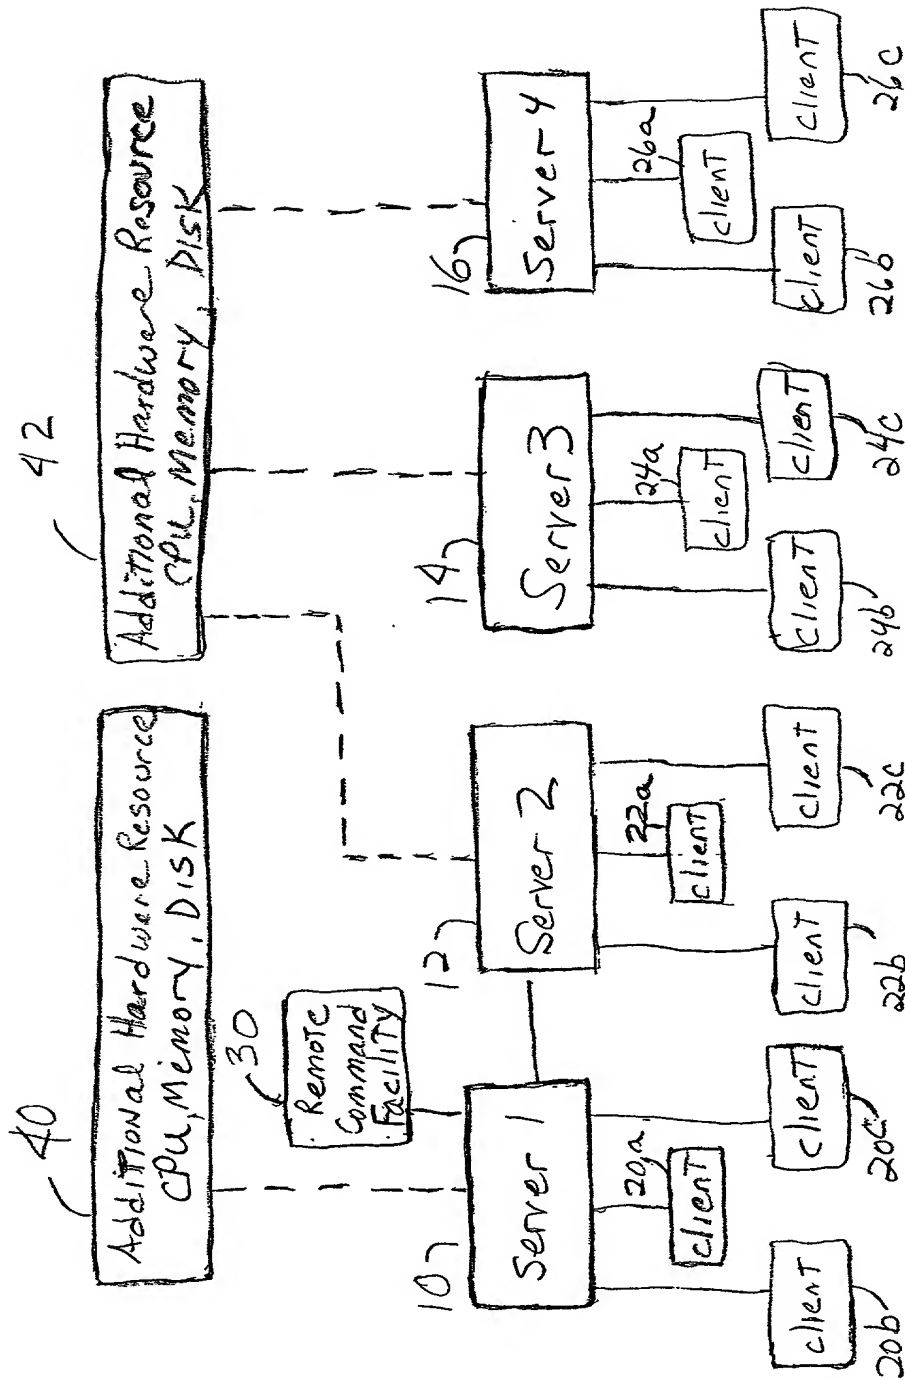 40
42
Additional Hardware Resource
CPU, Memory, Disk
Additional Hardware Resource
CPU, Memory, Disk
30
Remote
Command
Facility
10
12
14
16
Server 1
Server 2
Server 3
Server 4
20a
22a
24a
26a
client
client
client
client
client
client
client
client
client
client
client
client
20b
20c
22b
22c
24b
24c
26b
26c